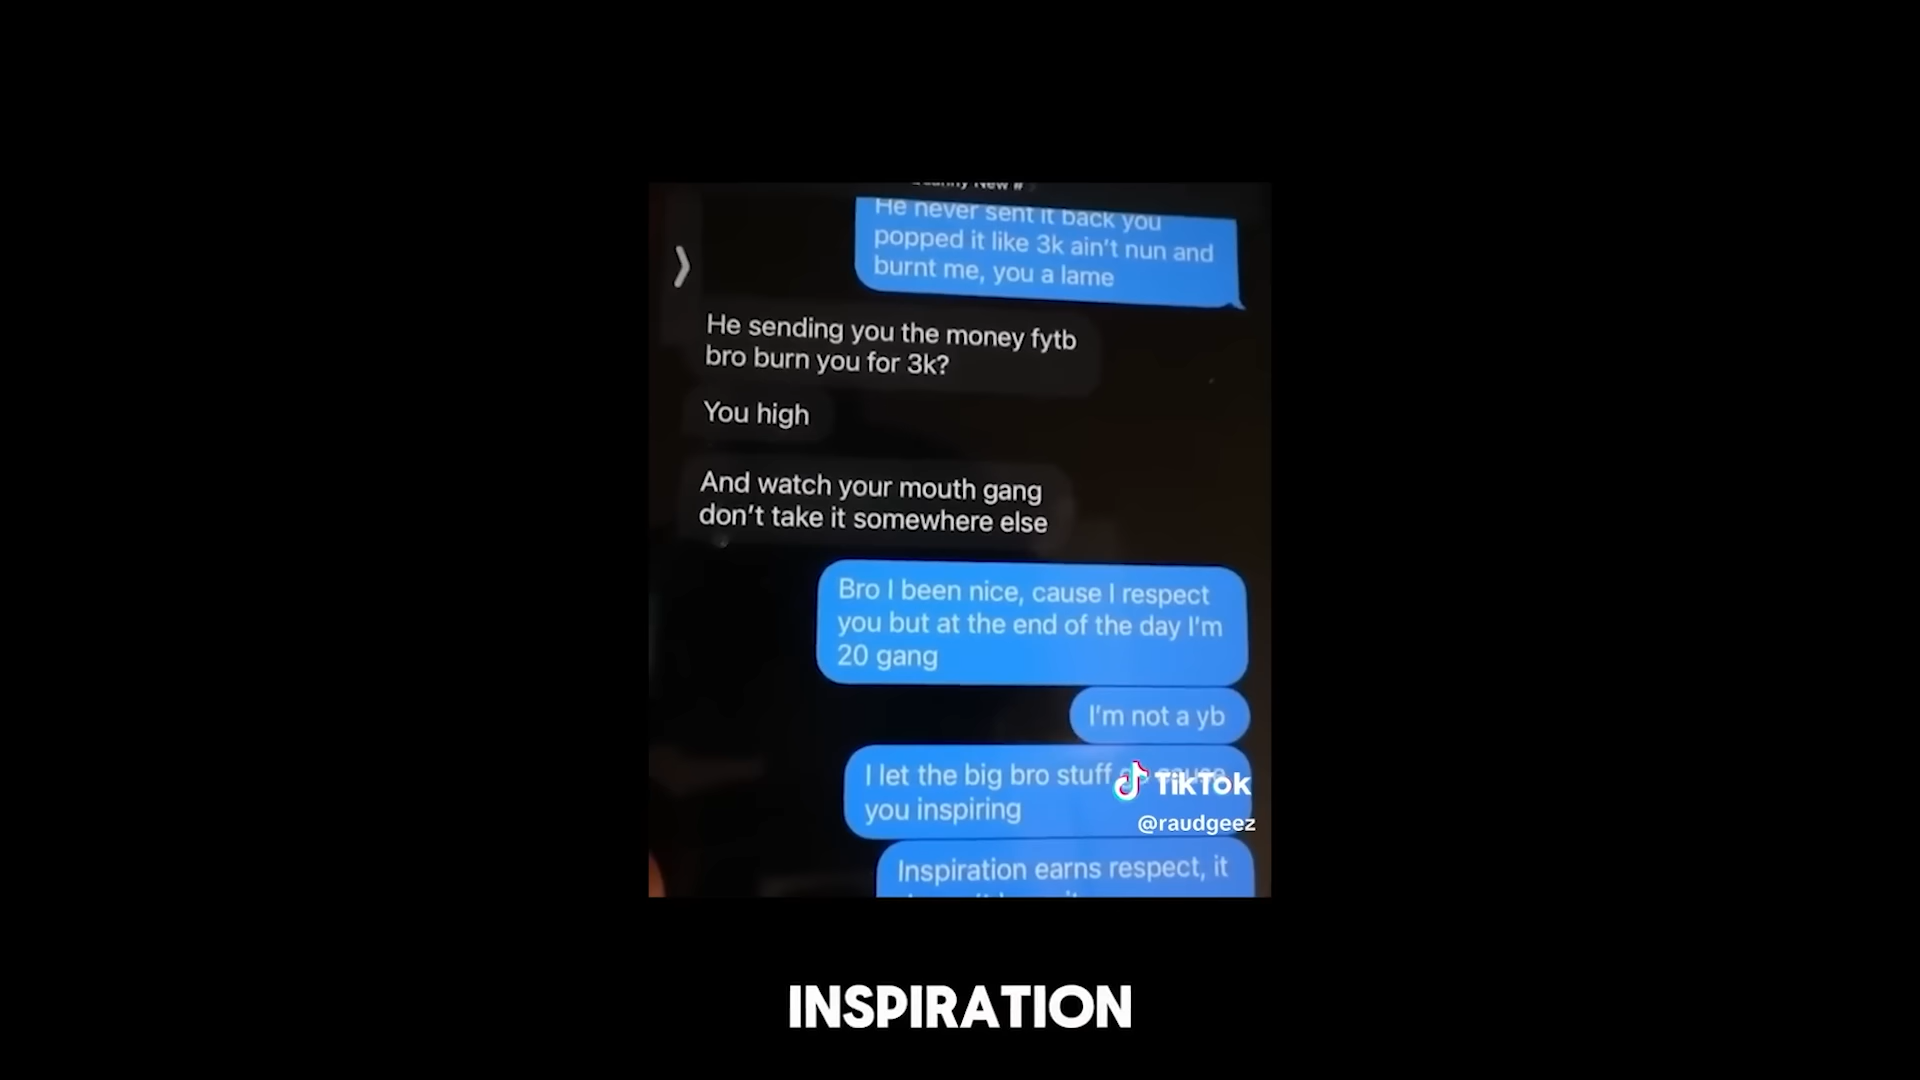 New #
He never sent it back you
popped it like 3k ain't nun and
burnt me, you a lame
He sending you the money fytb
bro burn you for 3k?
You high
And watch your mouth gang
don't take it somewhere else
Bro I been nice, cause I respect
you but at the end of the day I'm
20 gang
I'm not a yb
I let the big bro stuff
you inspiring
TikTok
@raudgeez
Inspiration earns respect, it
INSPIRATION